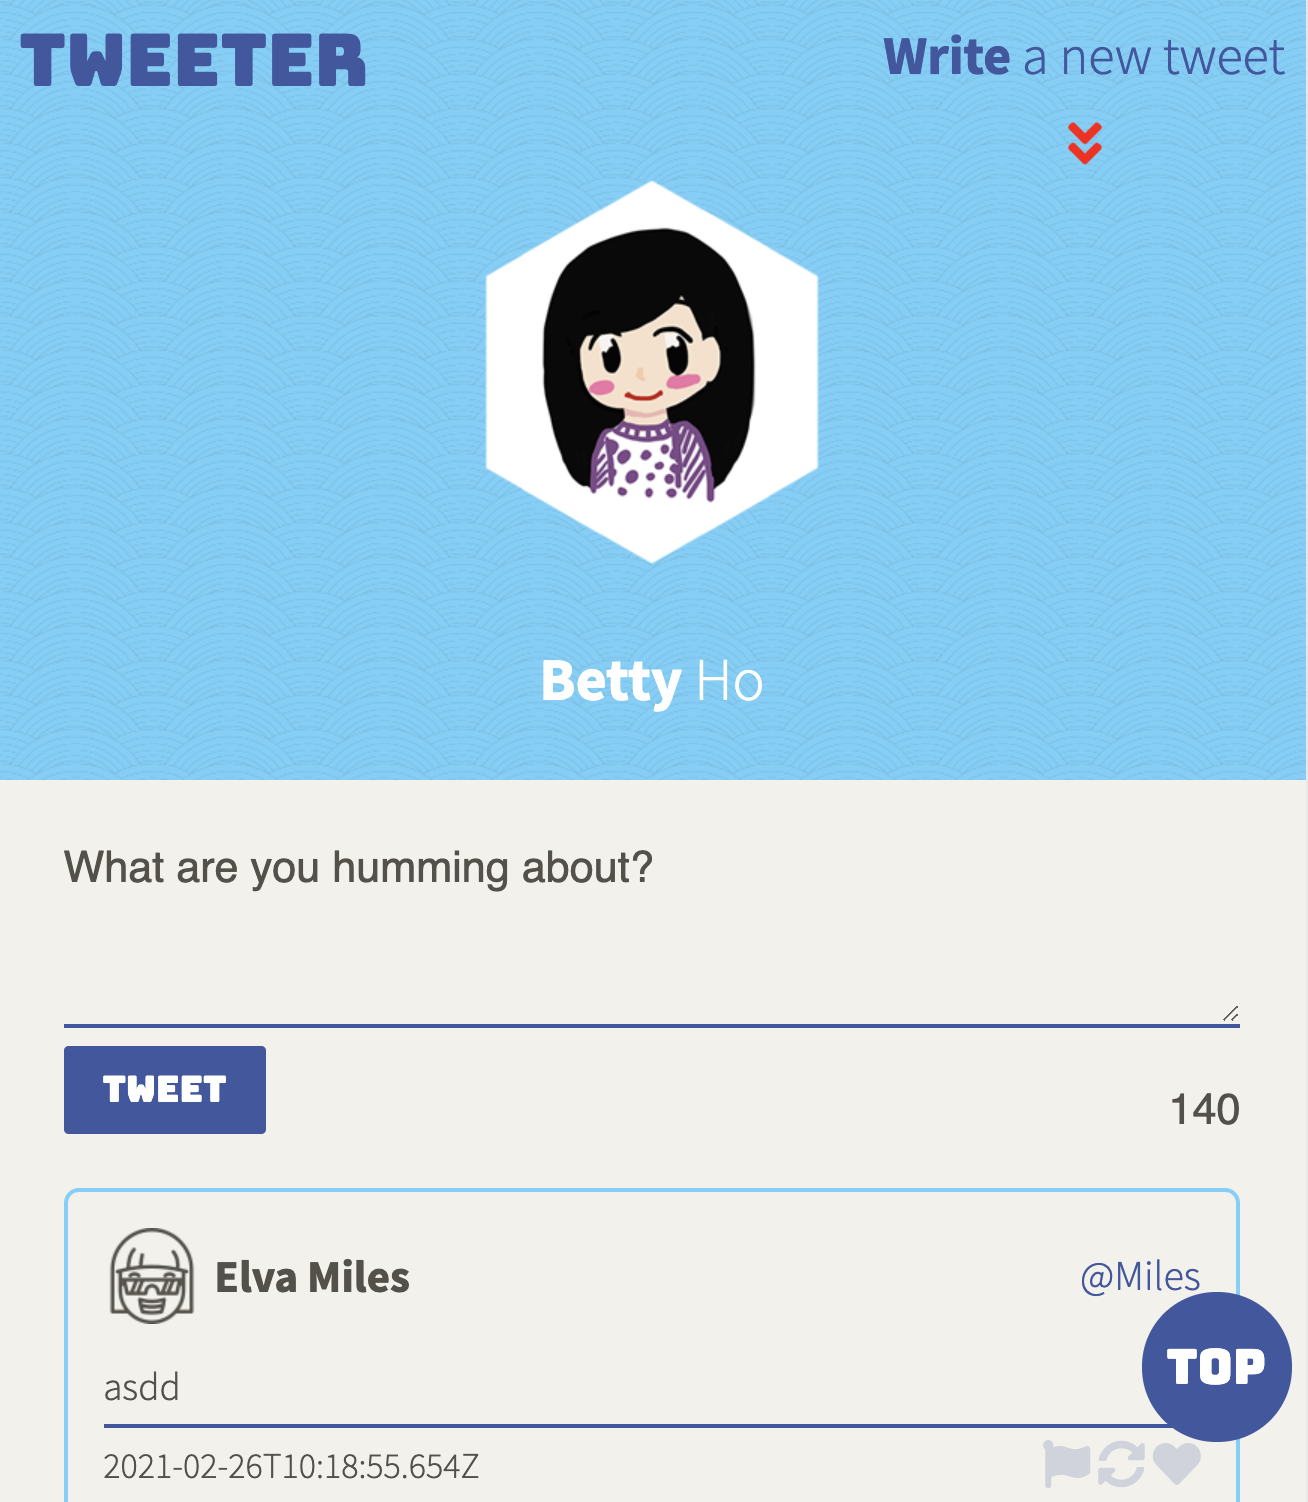 TWEETER
Write a new tweet
Betty Ho
What are you humming about?
TWEET
140
Elva Miles
@Miles
TOP
asdd
2021-02-26T10:18:55.654Z